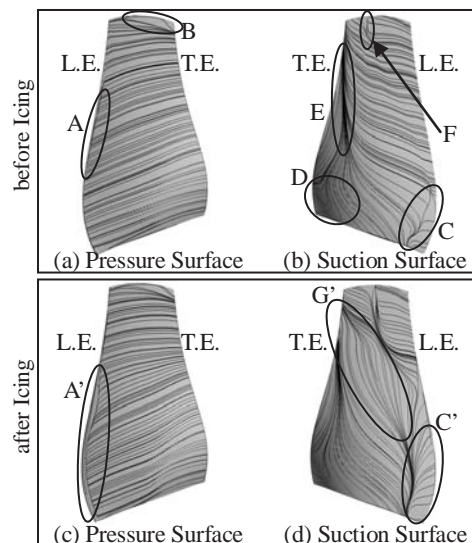 before Icing
B
L.E.
T.E.
A
(a) Pressure Surface
T.E.
L.E.
E
F
D
C
(b) Suction Surface
after Icing
L.E.
T.E.
A'
(c) Pressure Surface
G'
T.E.
L.E.
C'
(d) Suction Surface